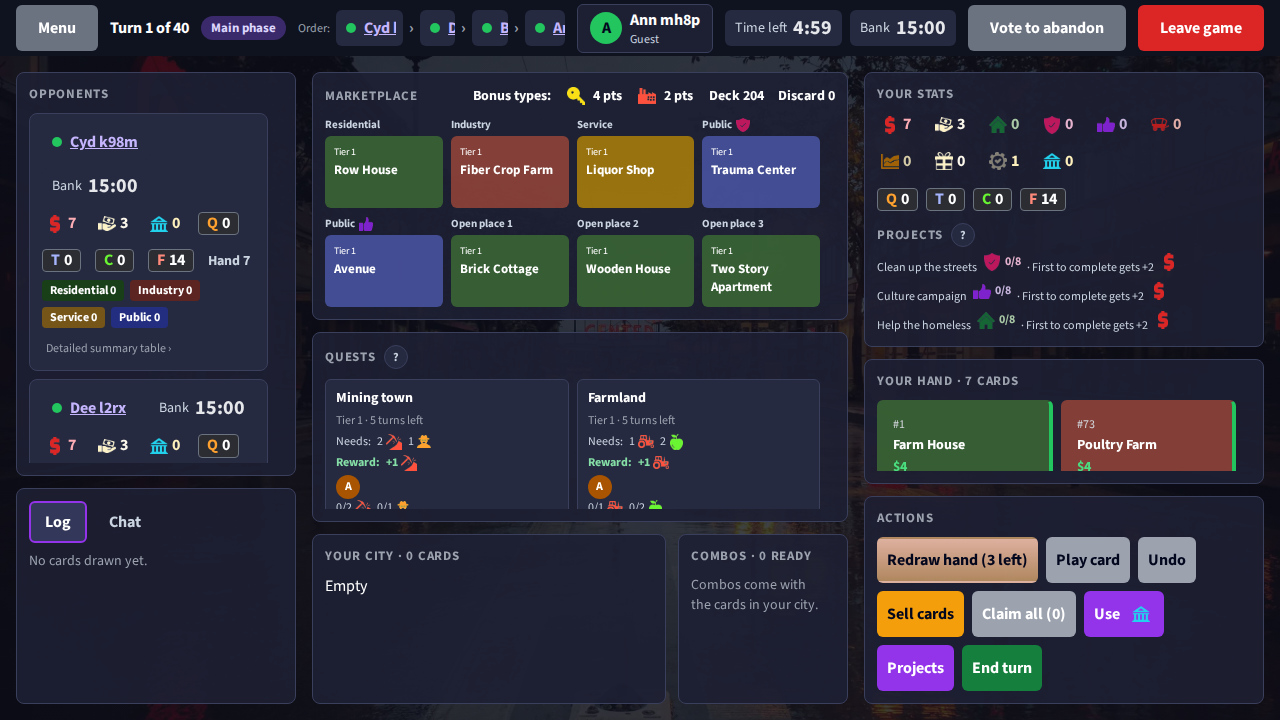 Menu
Turn 1 of 40
Main phase
Order:
Cyd
›
›
›
A Ann mh8p
Guest
Time left 4:59
Bank 15:00
Vote to abandon
Leave game
OPPONENTS
Cyd k98m
Bank 15:00
$ 7 3 0 Q 0
T 0 C 0 F 14 Hand 7
Residential 0 Industry 0
Service 0 Public 0
Detailed summary table ›
Dee l2rx Bank 15:00
$ 7 3 0 Q 0
Log Chat
No cards drawn yet.
MARKETPLACE Bonus types: 4 pts 2 pts Deck 204 Discard 0
Residential Industry Service Public
Tier 1 Tier 1 Tier 1 Tier 1
Row House Fiber Crop Farm Liquor Shop Trauma Center
Public Open place 1 Open place 2 Open place 3
Tier 1 Tier 1 Tier 1 Tier 1
Avenue Brick Cottage Wooden House Two Story
Apartment
QUESTS ?
Mining town
Tier 1 · 5 turns left
Needs: 2 1
Reward: +1
A
0/2 0/1
Farmland
Tier 1 · 5 turns left
Needs: 1 2
Reward: +1
A
0/1 0/2
YOUR CITY · 0 CARDS
Empty
COMBOS · 0 READY
Combos come with
the cards in your city.
YOUR STATS
$ 7 3 0 0 0 0
0 0 1 0
Q 0 T 0 C 0 F 14
PROJECTS ?
Clean up the streets 0/8 · First to complete gets +2 $
Culture campaign 0/8 · First to complete gets +2 $
Help the homeless 0/8 · First to complete gets +2 $
YOUR HAND · 7 CARDS
#1
Farm House
$4
#73
Poultry Farm
$4
ACTIONS
Redraw hand (3 left) Play card Undo
Sell cards Claim all (0) Use
Projects End turn